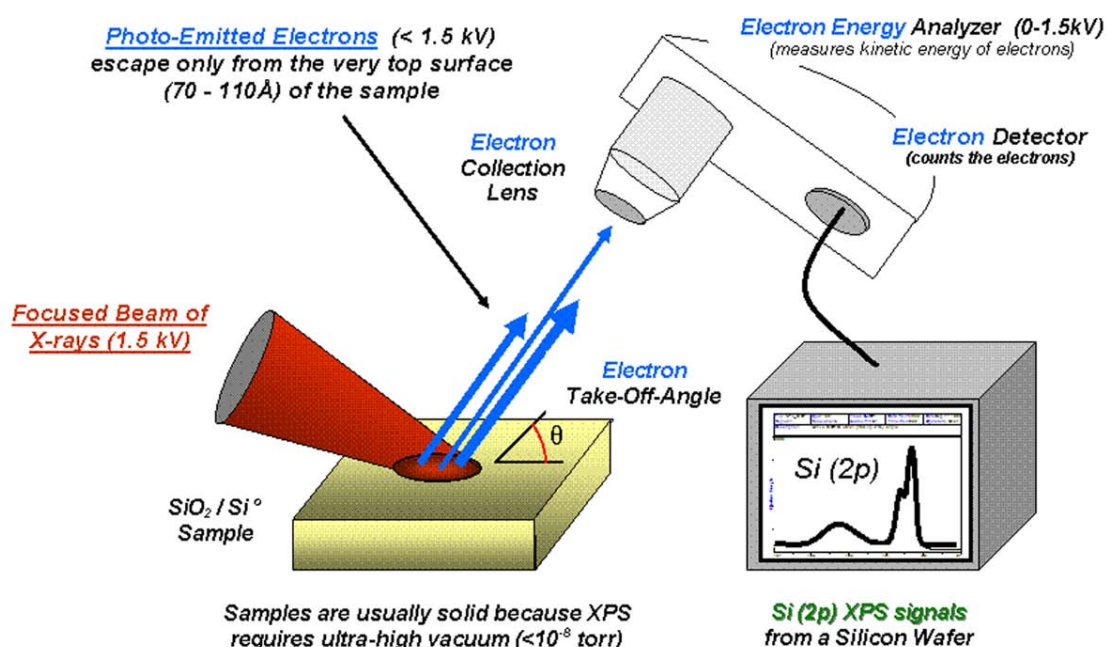 Photo-Emitted Electrons (< 1.5 kV)
escape only from the very top surface
(70 - 110Å) of the sample
Electron Energy Analyzer (0-1.5kV)
(measures kinetic energy of electrons)
Electron
Collection
Lens
Electron Detector
(counts the electrons)
Focused Beam of
X-rays (1.5 kV)
Electron
Take-Off-Angle
θ
Si (2p)
SiO₂ / Si°
Sample
Samples are usually solid because XPS
requires ultra-high vacuum (<10⁻⁸ torr)
Si (2p) XPS signals
from a Silicon Wafer